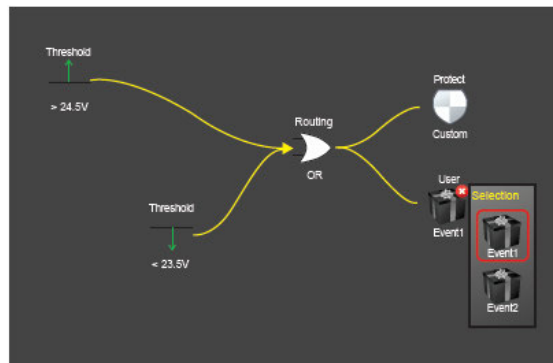 Threshold
> 24.5V
Routing
OR
Protect
Custom
Threshold
< 23.5V
User
Event1
Selection
Event1
Event2